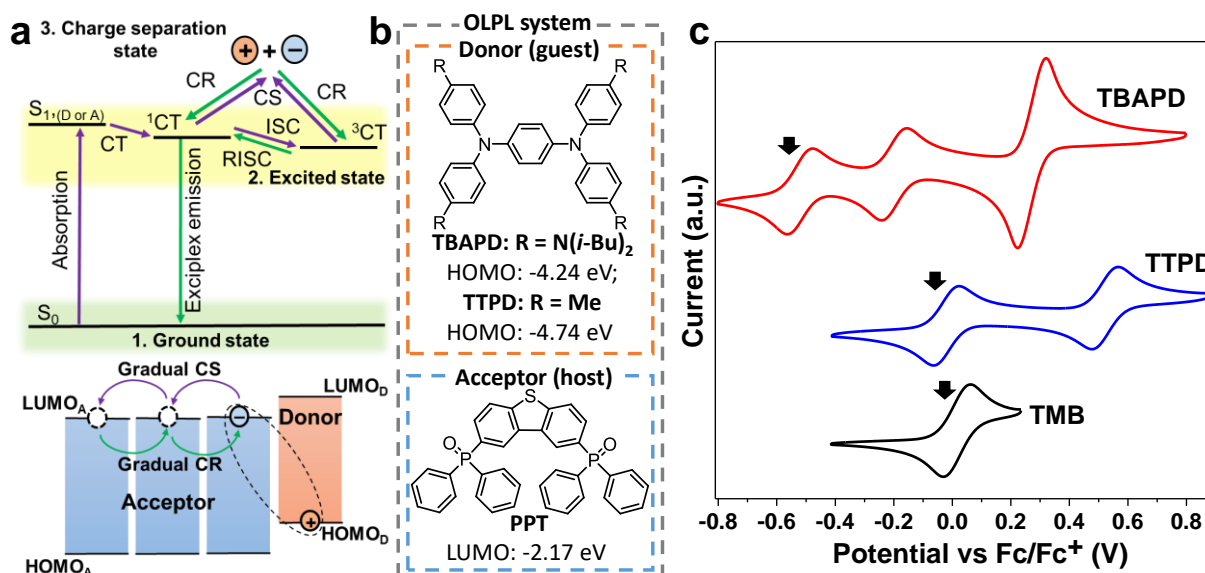 a
3. Charge separation
state
+ + −
CR
CS
CR
S1,(D or A)
1CT
ISC
3CT
CT
RISC
2. Excited state
Absorption
Exciplex emission
S0
1. Ground state
Gradual CS
LUMOA
LUMOD
−
Donor
Gradual CR
Acceptor
+
HOMOD
HOMOA
b
OLPL system
Donor (guest)
R
R
N
N
R
R
TBAPD: R = N(i-Bu)2
HOMO: -4.24 eV;
TTPD: R = Me
HOMO: -4.74 eV
Acceptor (host)
S
O
O
P
P
PPT
LUMO: -2.17 eV
c
TBAPD
TTPD
TMB
Current (a.u.)
-0.8 -0.6 -0.4 -0.2 0.0 0.2 0.4 0.6 0.8
Potential vs Fc/Fc+ (V)